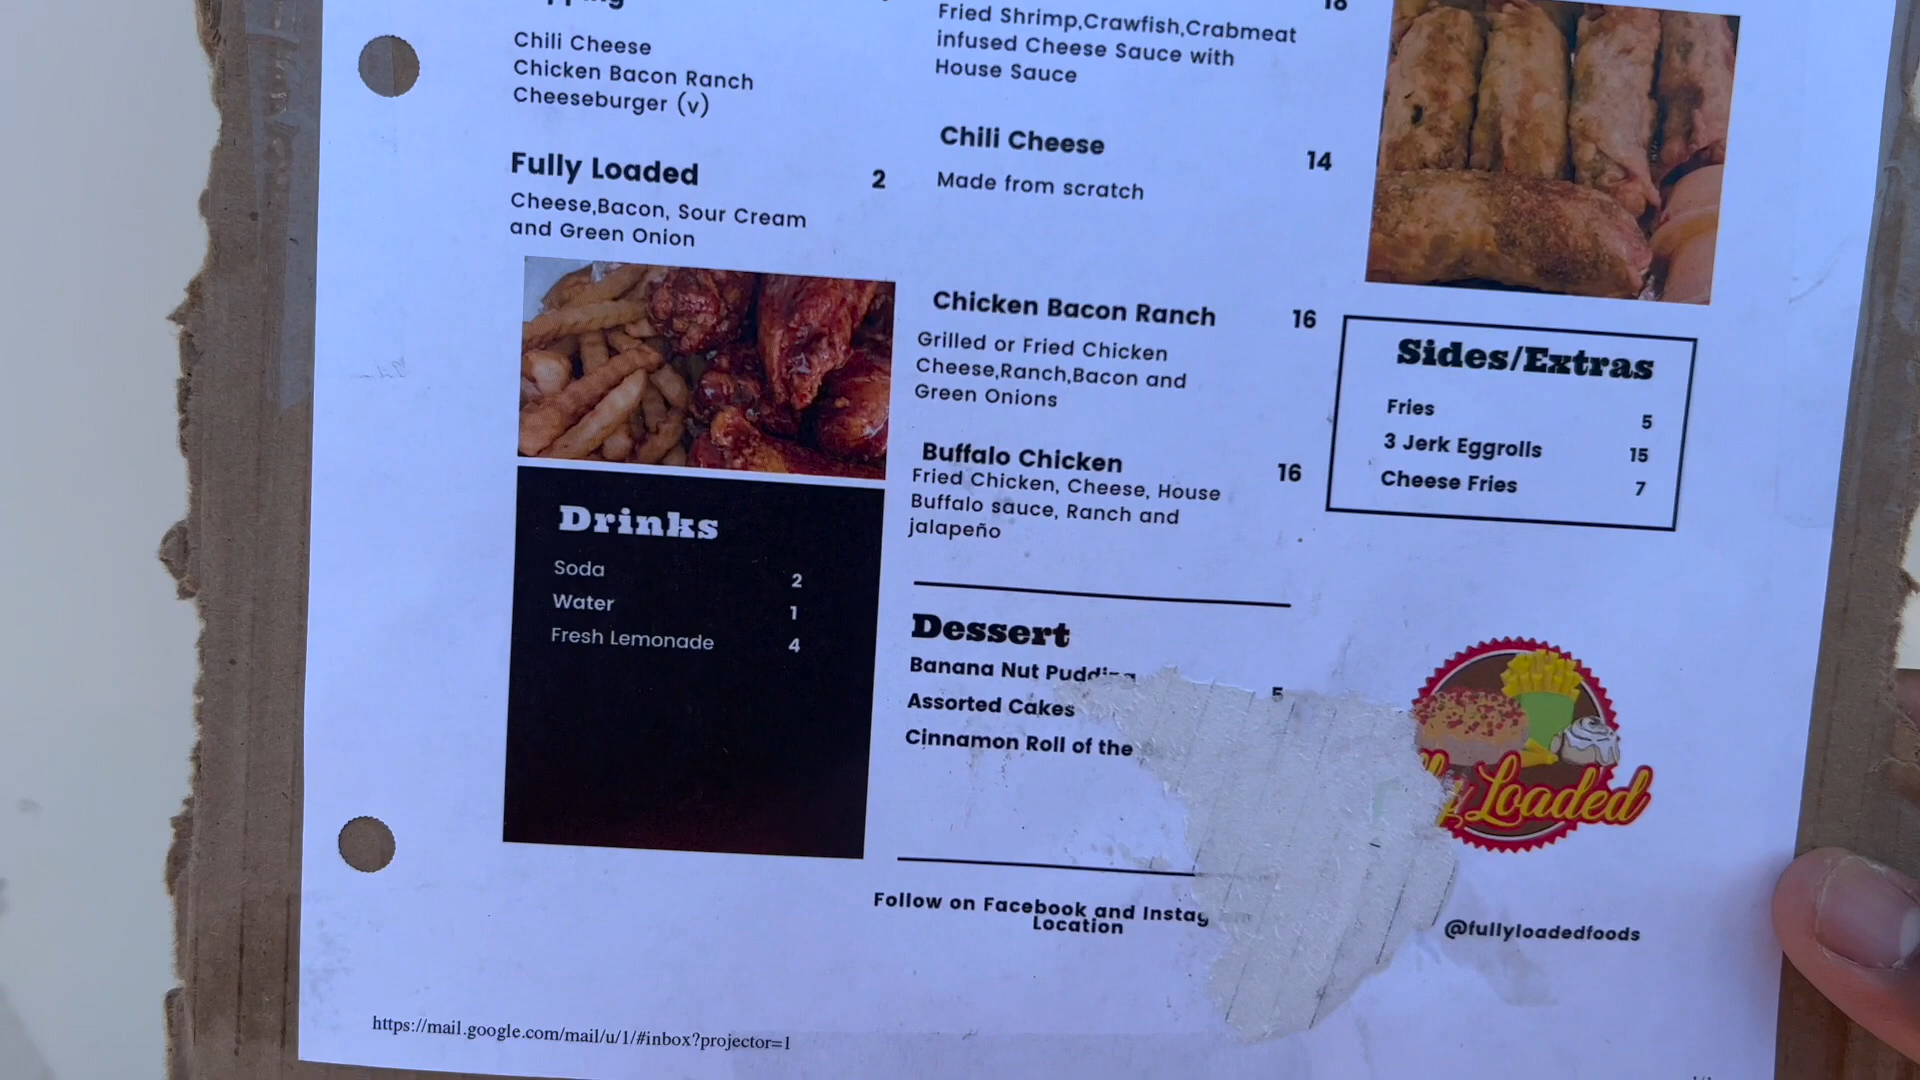 Chili Cheese
Chicken Bacon Ranch
Cheeseburger (v)
Fully Loaded 2
Cheese,Bacon, Sour Cream
and Green Onion
Drinks
Soda 2
Water 1
Fresh Lemonade 4
18
Fried Shrimp,Crawfish,Crabmeat
infused Cheese Sauce with
House Sauce
Chili Cheese 14
Made from scratch
Chicken Bacon Ranch 16
Grilled or Fried Chicken
Cheese,Ranch,Bacon and
Green Onions
Buffalo Chicken 16
Fried Chicken, Cheese, House
Buffalo sauce, Ranch and
jalapeño
Dessert
Banana Nut Pudding 5
Assorted Cakes
Cinnamon Roll of the
Follow on Facebook and Instag
Location
Sides/Extras
Fries 5
3 Jerk Eggrolls 15
Cheese Fries 7
Loaded
@fullyloadedfoods
https://mail.google.com/mail/u/1/#inbox?projector=1